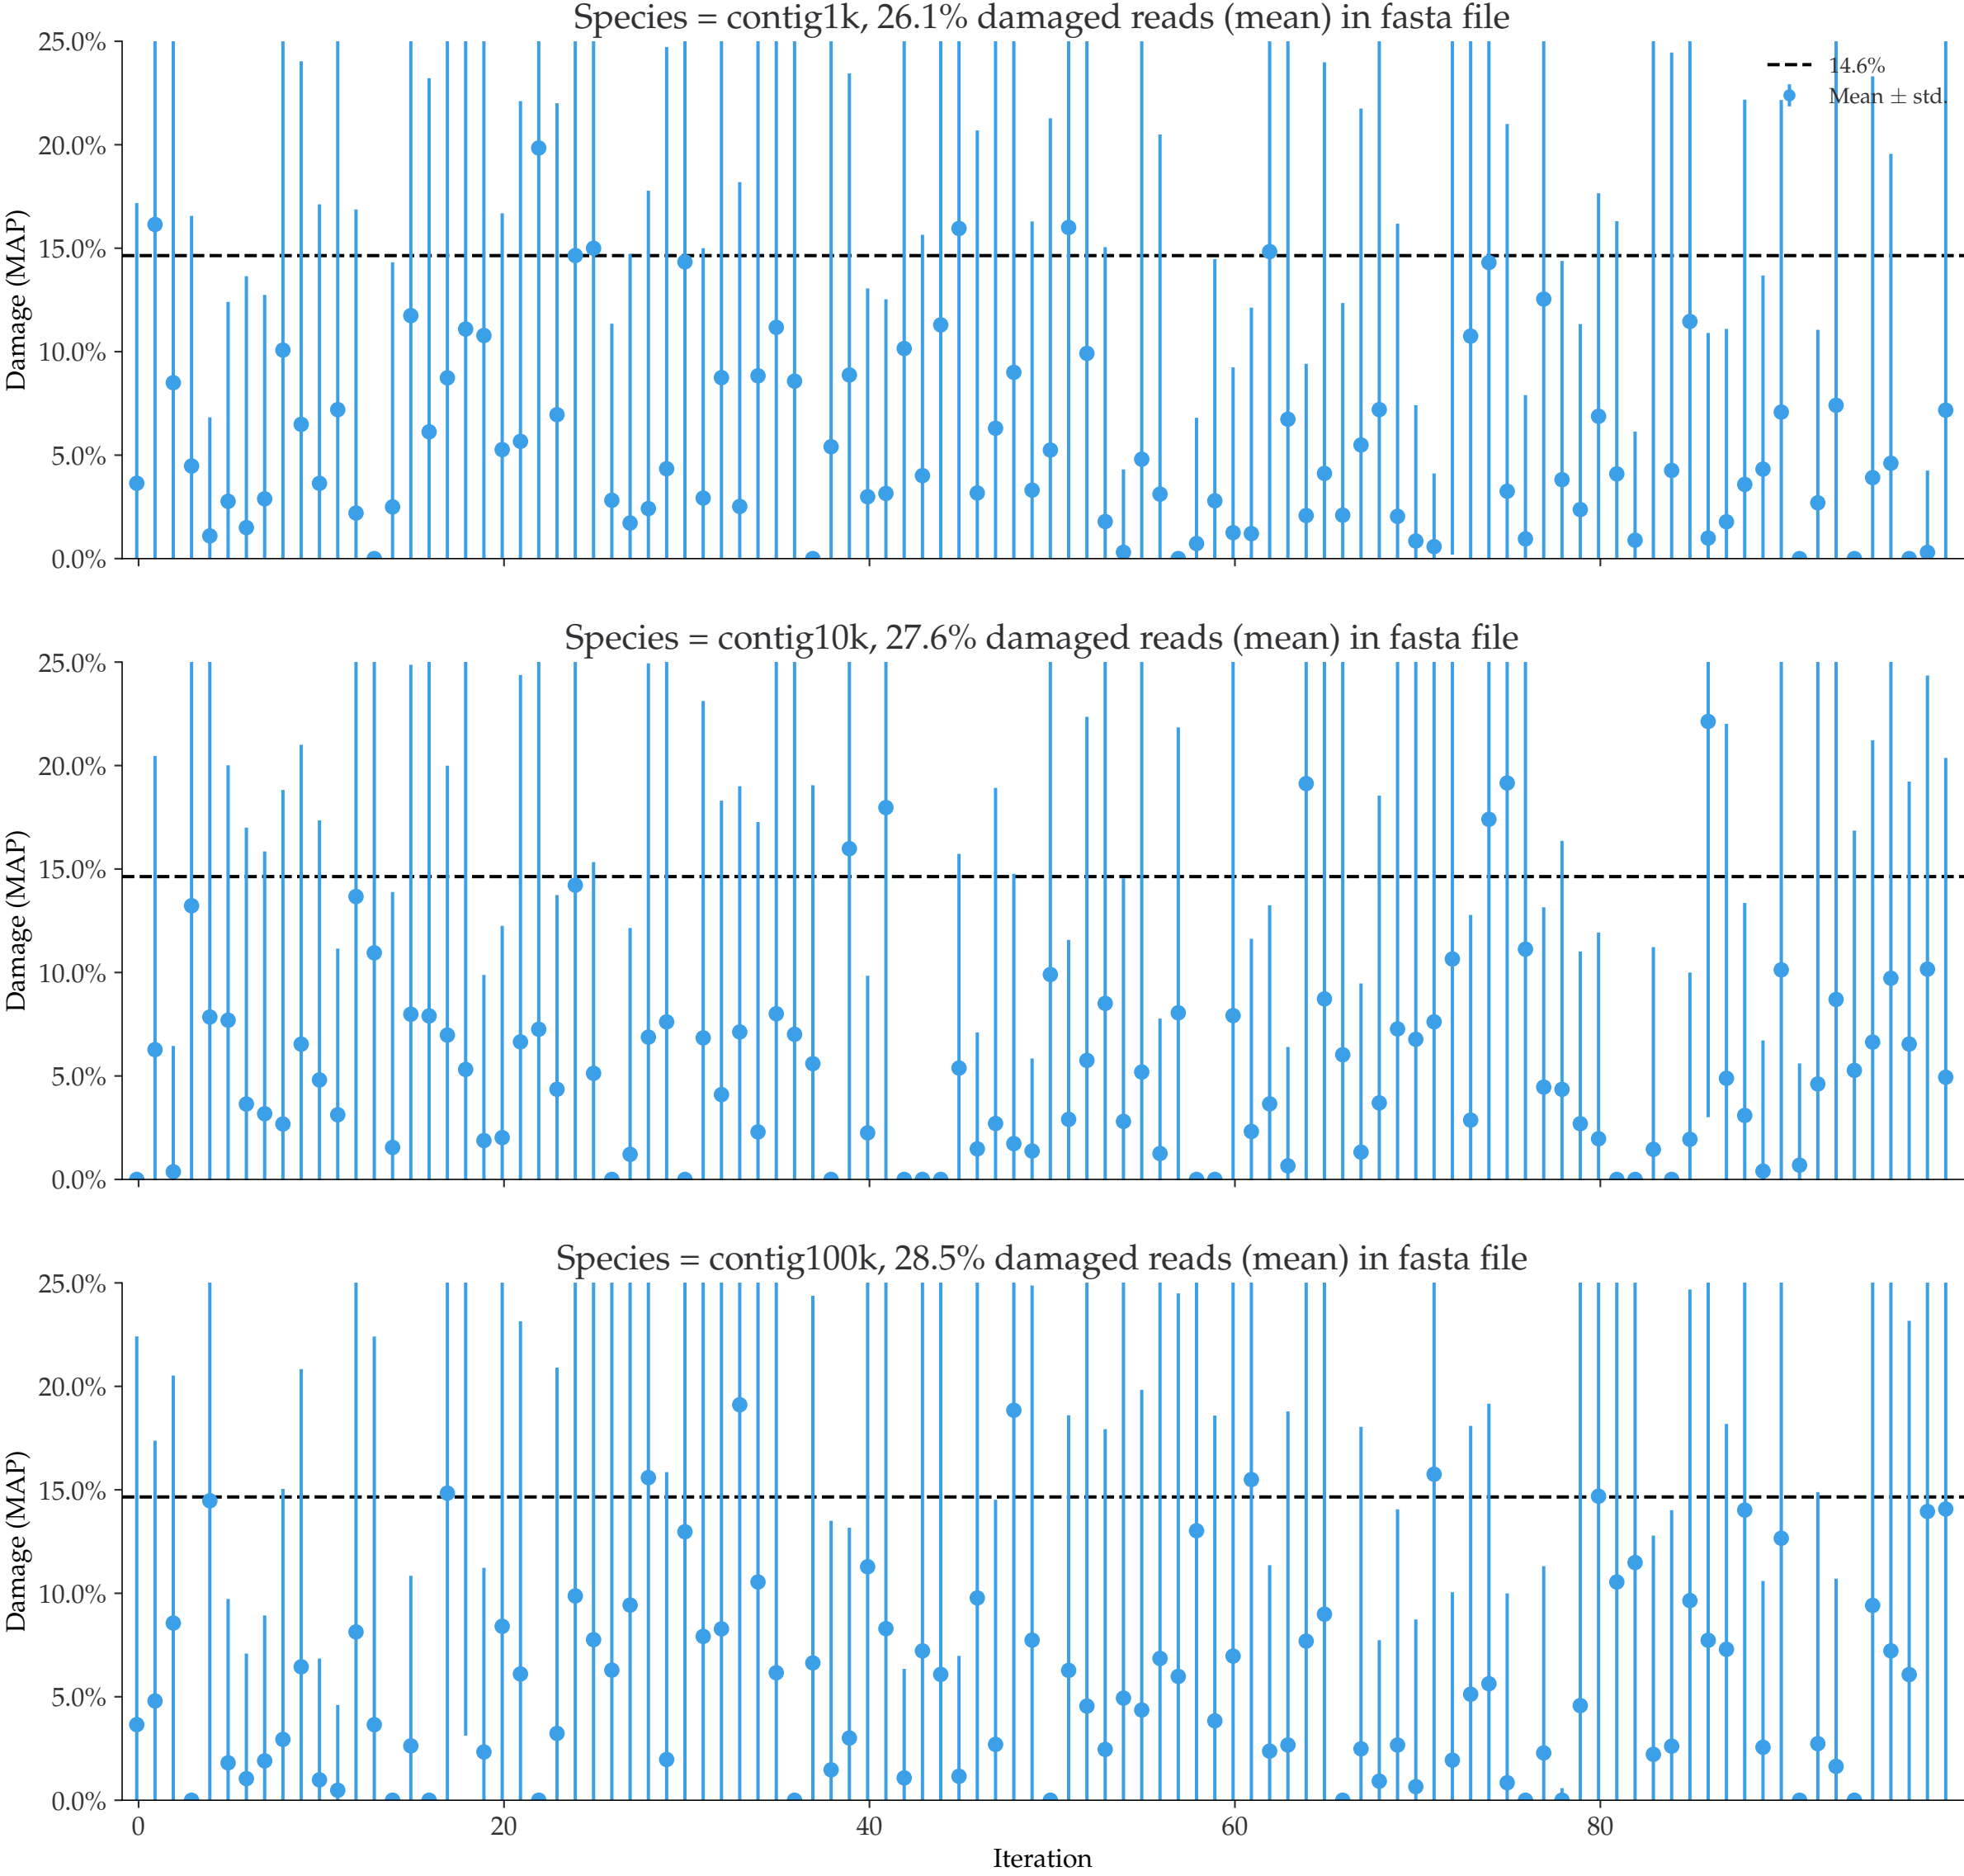 Species = contig1k, 26.1% damaged reads (mean) in fasta file
25.0%
20.0%
15.0%
10.0%
5.0%
0.0%
Damage (MAP)
14.6%
Mean ± std.
Species = contig10k, 27.6% damaged reads (mean) in fasta file
25.0%
20.0%
15.0%
10.0%
5.0%
0.0%
Damage (MAP)
Species = contig100k, 28.5% damaged reads (mean) in fasta file
25.0%
20.0%
15.0%
10.0%
5.0%
0.0%
Damage (MAP)
0 20 40 60 80
Iteration